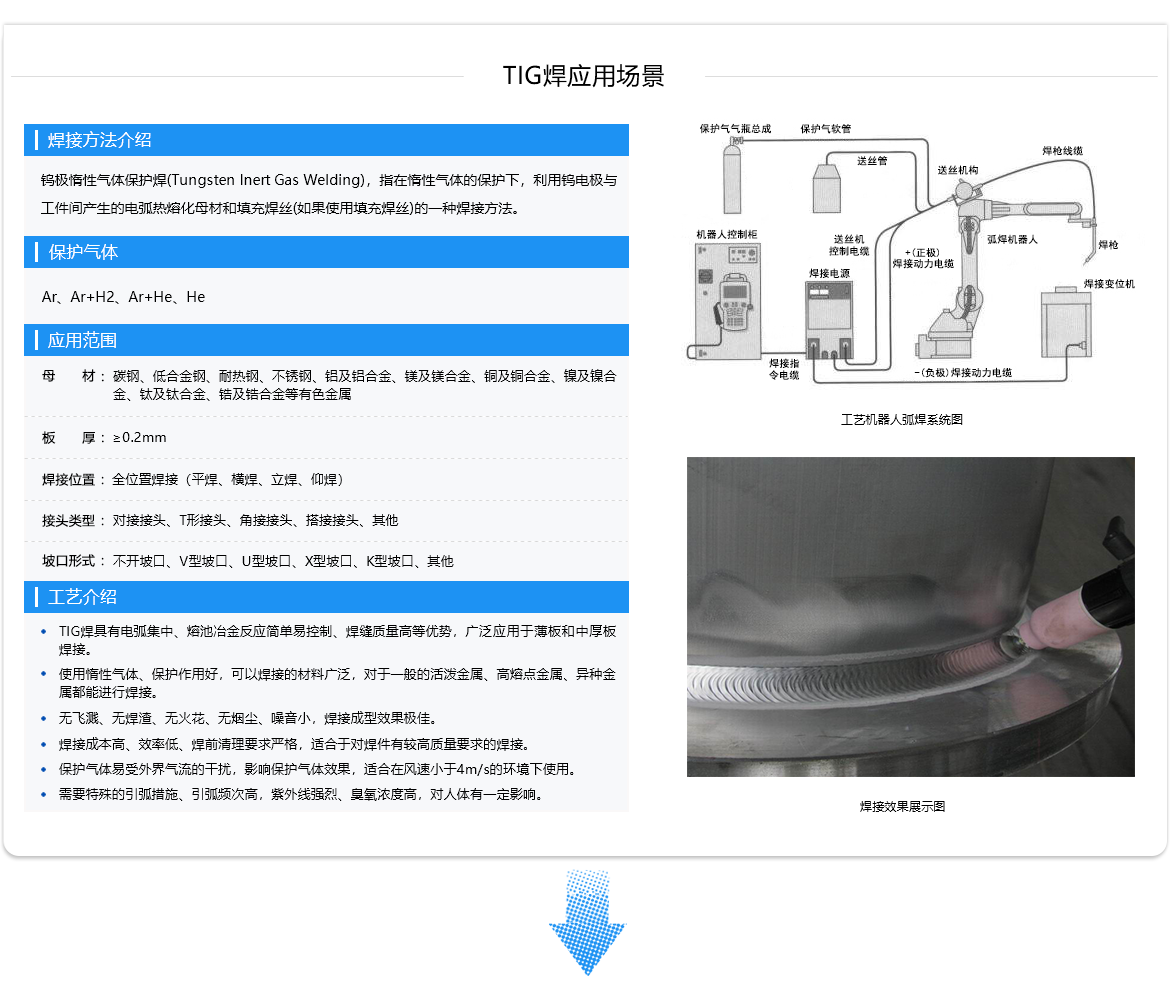 TIG焊应用场景
焊接方法介绍
钨极惰性气体保护焊(Tungsten Inert Gas Welding)，指在惰性气体的保护下，利用钨电极与
工件间产生的电弧热熔化母材和填充焊丝(如果使用填充焊丝)的一种焊接方法。
保护气体
Ar、Ar+H2、Ar+He、He
应用范围
母 材：碳钢、低合金钢、耐热钢、不锈钢、铝及铝合金、镁及镁合金、铜及铜合金、镍及镍合
金、钛及钛合金、锆及锆合金等有色金属
板 厚：≥0.2mm
焊接位置：全位置焊接（平焊、横焊、立焊、仰焊）
接头类型：对接接头、T形接头、角接接头、搭接接头、其他
坡口形式：不开坡口、V型坡口、U型坡口、X型坡口、K型坡口、其他
工艺介绍
TIG焊具有电弧集中、熔池冶金反应简单易控制、焊缝质量高等优势，广泛应用于薄板和中厚板
焊接。
使用惰性气体、保护作用好，可以焊接的材料广泛，对于一般的活泼金属、高熔点金属、异种金
属都能进行焊接。
无飞溅、无焊渣、无火花、无烟尘、噪音小，焊接成型效果极佳。
焊接成本高、效率低、焊前清理要求严格，适合于对焊件有较高质量要求的焊接。
保护气体易受外界气流的干扰，影响保护气体效果，适合在风速小于4m/s的环境下使用。
需要特殊的引弧措施、引弧频次高，紫外线强烈、臭氧浓度高，对人体有一定影响。
保护气气瓶总成
保护气软管
送丝管
送丝机构
焊枪线缆
机器人控制柜
送丝机
控制电缆
+(正极)
焊接动力电缆
弧焊机器人
焊枪
焊接电源
焊接变位机
焊接指
令电缆
-(负极)焊接动力电缆
工艺机器人弧焊系统图
焊接效果展示图